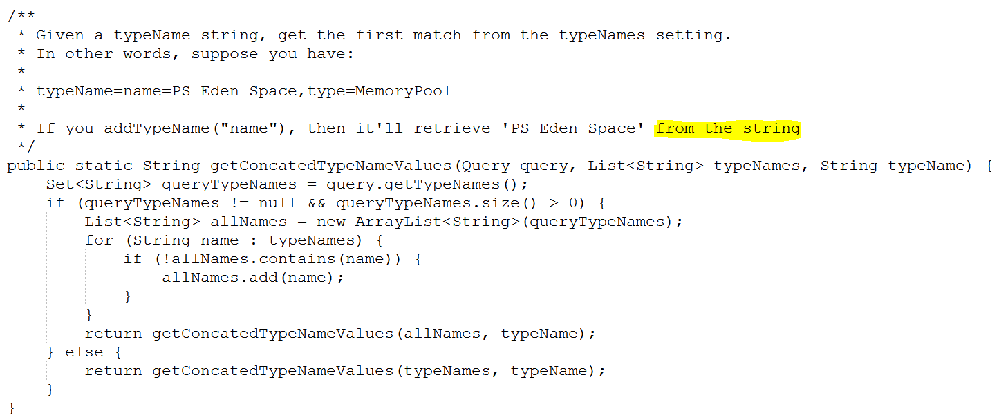 /**
 * Given a typeName string, get the first match from the typeNames setting.
 * In other words, suppose you have:
 *
 * typeName=name=PS Eden Space,type=MemoryPool
 *
 * If you addTypeName("name"), then it'll retrieve 'PS Eden Space' from the string
 */
public static String getConcatedTypeNameValues(Query query, List<String> typeNames, String typeName) {
    Set<String> queryTypeNames = query.getTypeNames();
    if (queryTypeNames != null && queryTypeNames.size() > 0) {
        List<String> allNames = new ArrayList<String>(queryTypeNames);
        for (String name : typeNames) {
            if (!allNames.contains(name)) {
                allNames.add(name);
            }
        }
        return getConcatedTypeNameValues(allNames, typeName);
    } else {
        return getConcatedTypeNameValues(typeNames, typeName);
    }
}